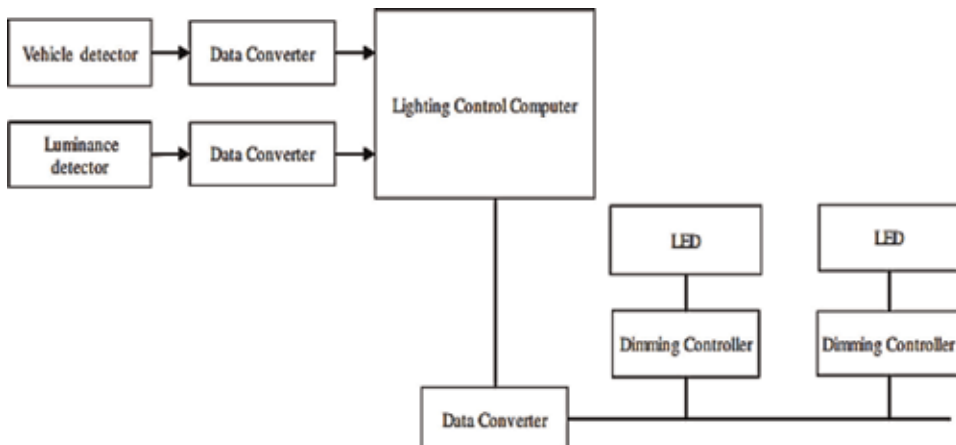 Vehicle detector
Data Converter
Lighting Control Computer
Luminance
detector
Data Converter
LED
LED
Dimming Controller
Dimming Controller
Data Converter